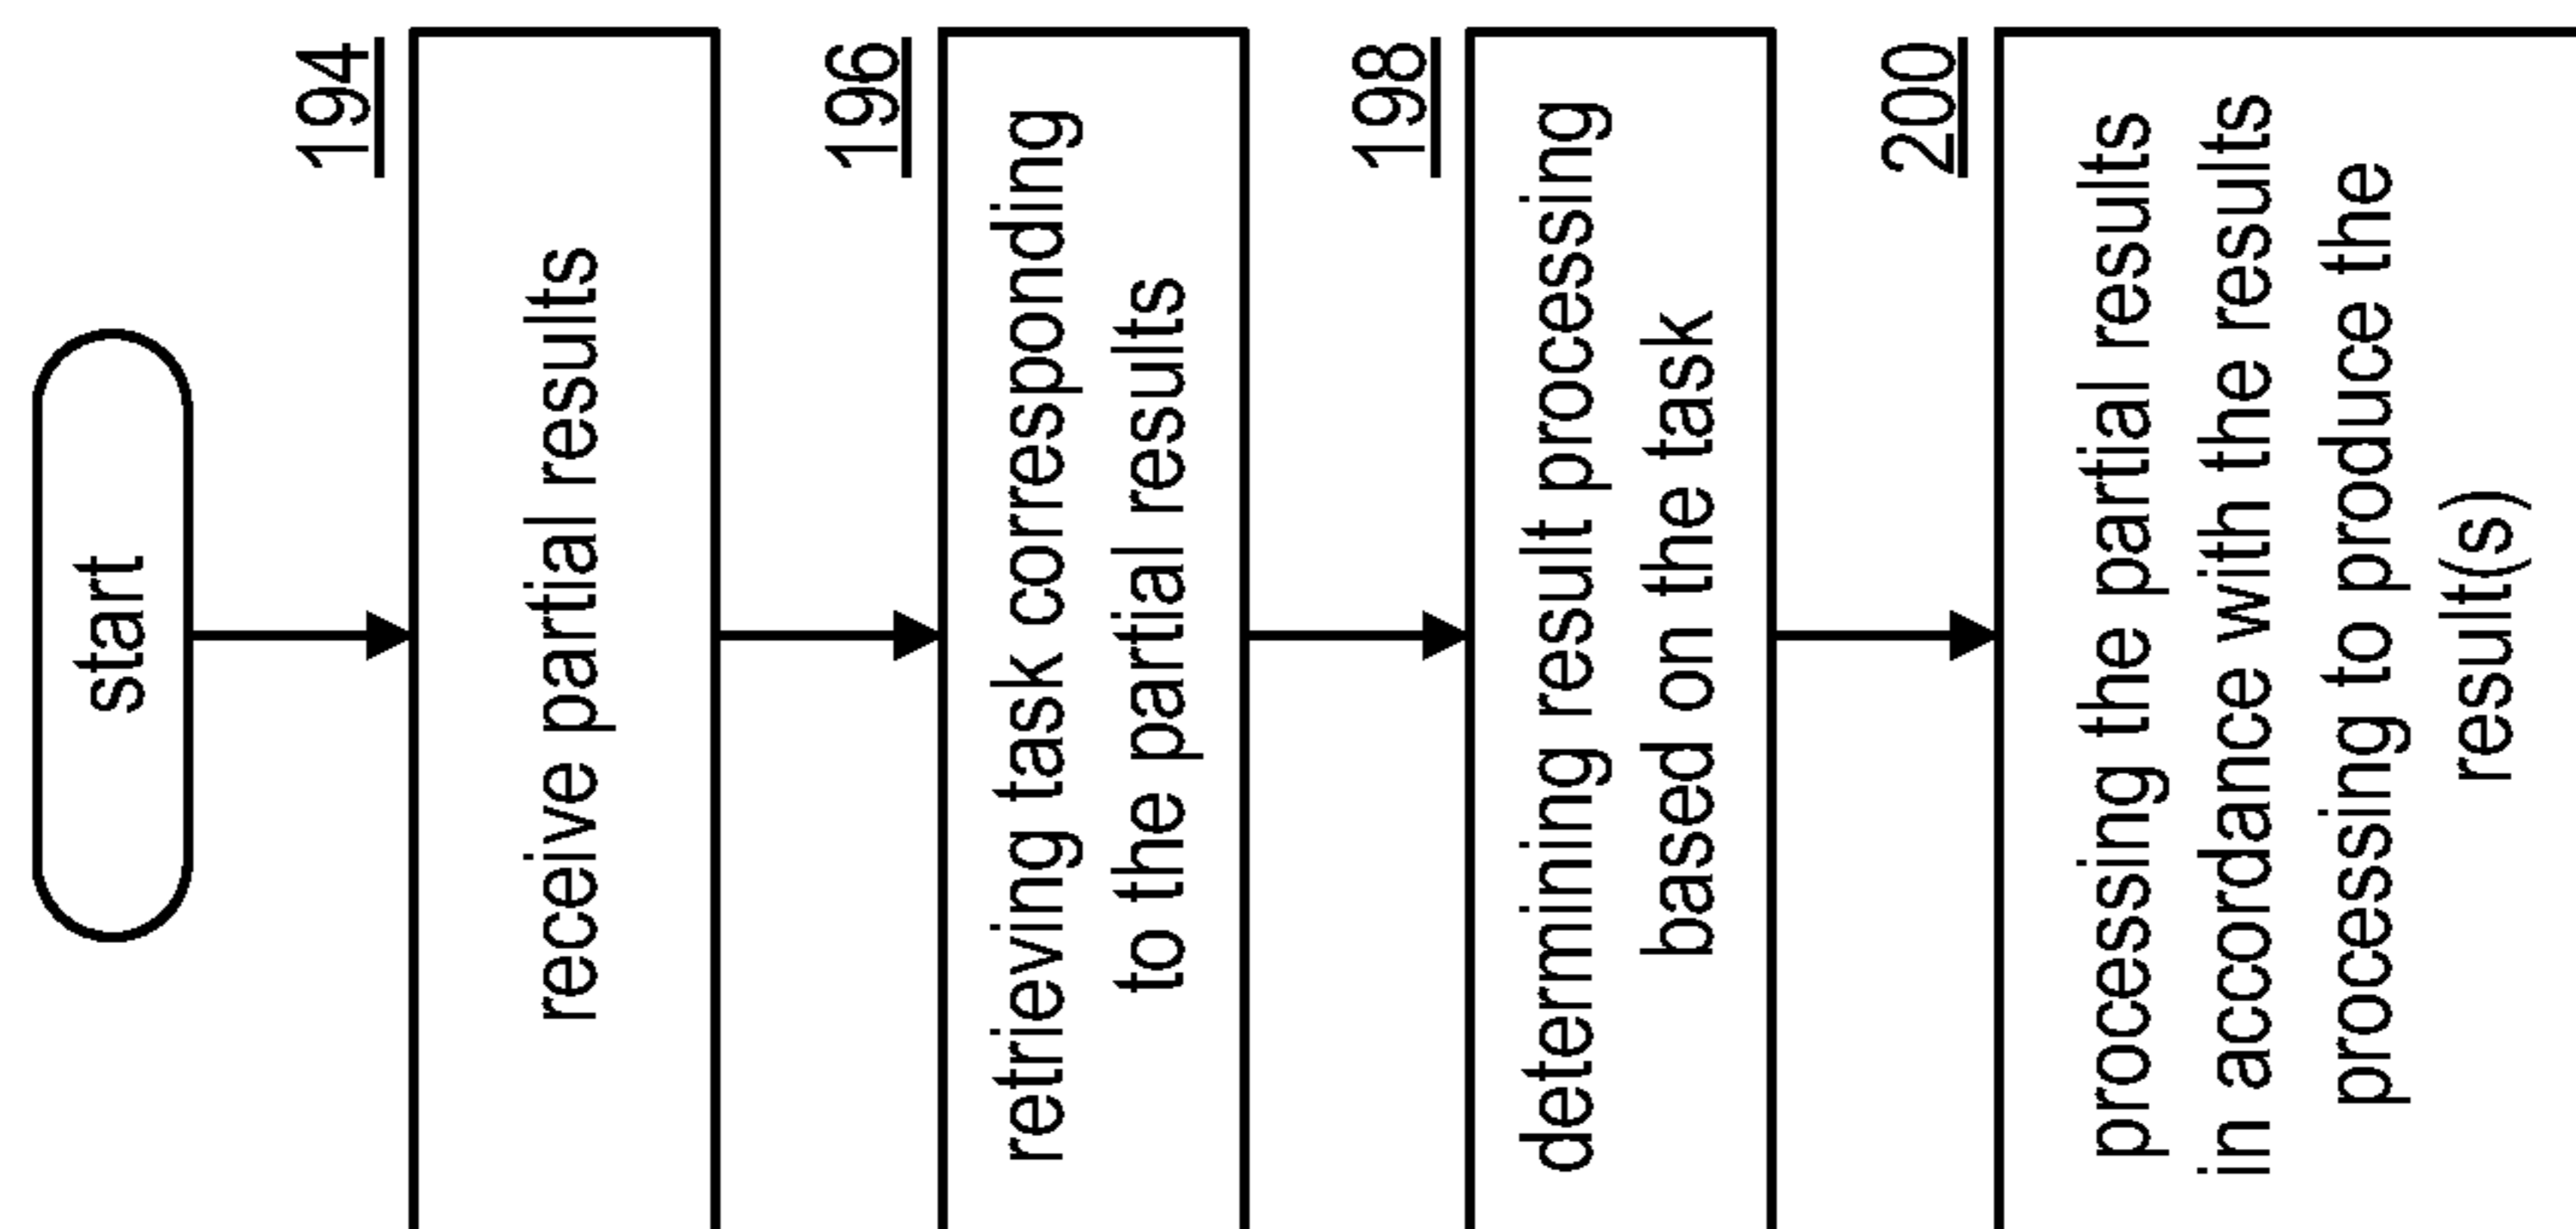 start
194
receive partial results
196
retrieving task corresponding
to the partial results
198
determining result processing
based on the task
200
processing the partial results
in accordance with the results
processing to produce the
result(s)